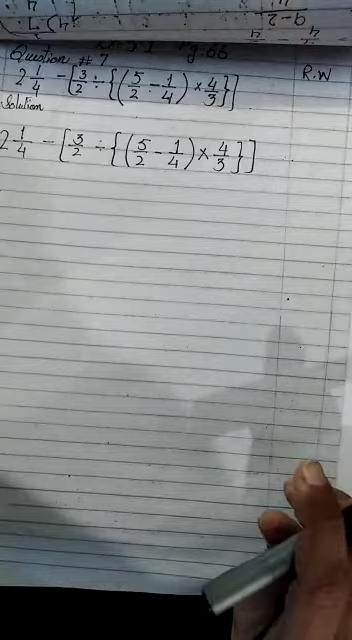 Question # 7
2 1/4 - [3/2 ÷ {(5/2 - 1/4) × 4/3}]
R.W
Solution
2 1/4 - [3/2 ÷ {(5/2 - 1/4) × 4/3}]